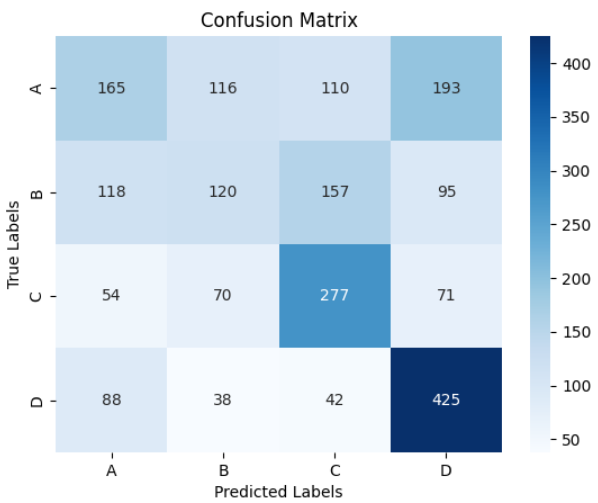 Confusion Matrix
True Labels
A 165 116 110 193
B 118 120 157 95
C 54 70 277 71
D 88 38 42 425
A B C D
Predicted Labels
400
350
300
250
200
150
100
50